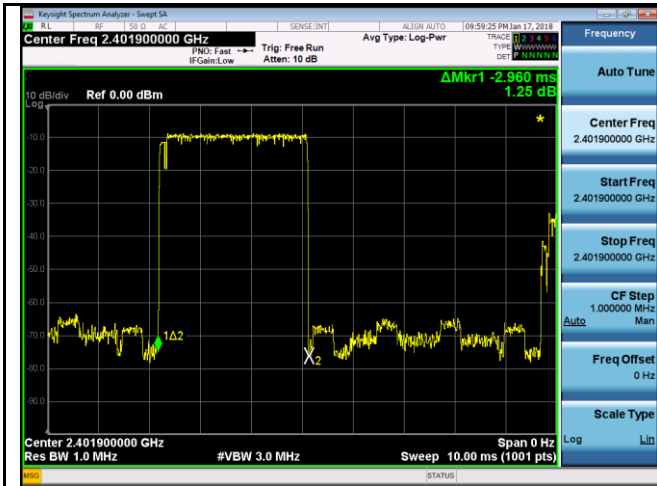 Keysight Spectrum Analyzer - Swept SA
RL RF 50 Ω AC SENSE:INT ALIGN AUTO 09:59:25 PM Jan 17, 2018
Center Freq 2.401900000 GHz
PNO: Fast
IFGain:Low
Trig: Free Run
Atten: 10 dB
Avg Type: Log-Pwr
TRACE 1 2 3 4 5 6
TYPE WWWWWW
DET P N N N N N
ΔMkr1 -2.960 ms
1.25 dB
10 dB/div Ref 0.00 dBm
Log
-10.0
-20.0
-30.0
-40.0
-50.0
-60.0
-70.0
-80.0
-90.0
1Δ2
X2
Center 2.401900000 GHz Span 0 Hz
Res BW 1.0 MHz #VBW 3.0 MHz Sweep 10.00 ms (1001 pts)
MSG STATUS
Frequency
Auto Tune
Center Freq
2.401900000 GHz
Start Freq
2.401900000 GHz
Stop Freq
2.401900000 GHz
CF Step
1.000000 MHz
Auto Man
Freq Offset
0 Hz
Scale Type
Log Lin